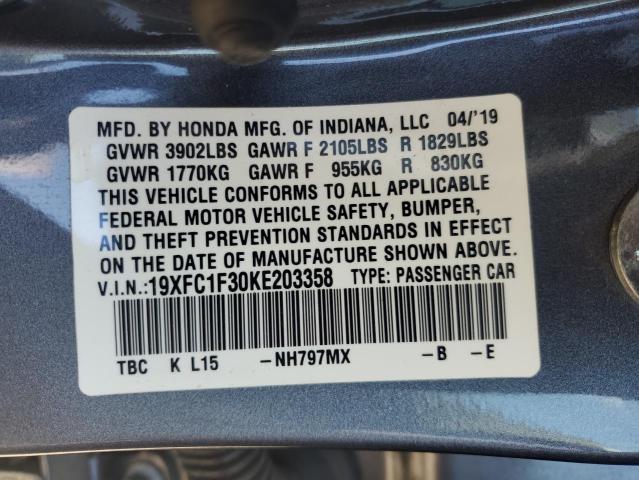 MFD. BY HONDA MFG. OF INDIANA, LLC 04/'19
GVWR 3902LBS GAWR F 2105LBS R 1829LBS
GVWR 1770KG GAWR F 955KG R 830KG
THIS VEHICLE CONFORMS TO ALL APPLICABLE
FEDERAL MOTOR VEHICLE SAFETY, BUMPER,
AND THEFT PREVENTION STANDARDS IN EFFECT
ON THE DATE OF MANUFACTURE SHOWN ABOVE.
V.I.N.: 19XFC1F30KE203358 TYPE: PASSENGER CAR
TBC K L15 -NH797MX -B -E